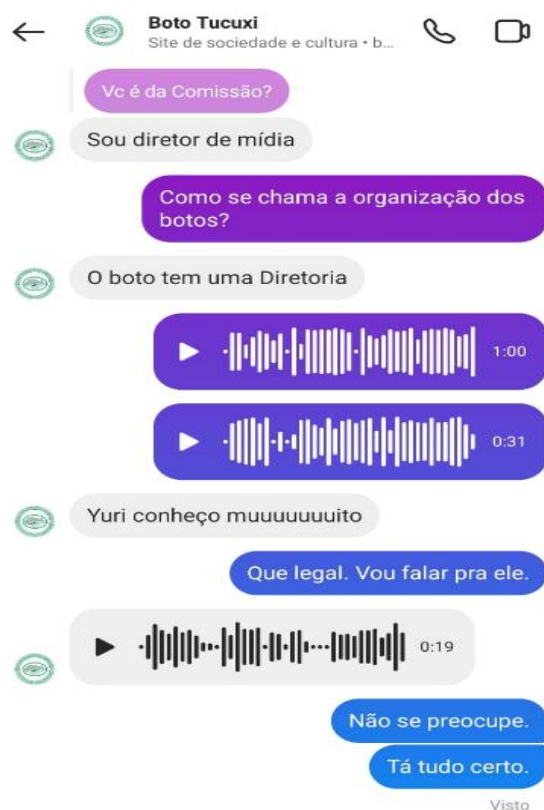 Boto Tucuxi
Site de sociedade e cultura • b...
Vc é da Comissão?
Sou diretor de mídia
Como se chama a organização dos
botos?
O boto tem uma Diretoria
1:00
0:31
Yuri conheço muuuuuuuito
Que legal. Vou falar pra ele.
0:19
Não se preocupe.
Tá tudo certo.
Visto